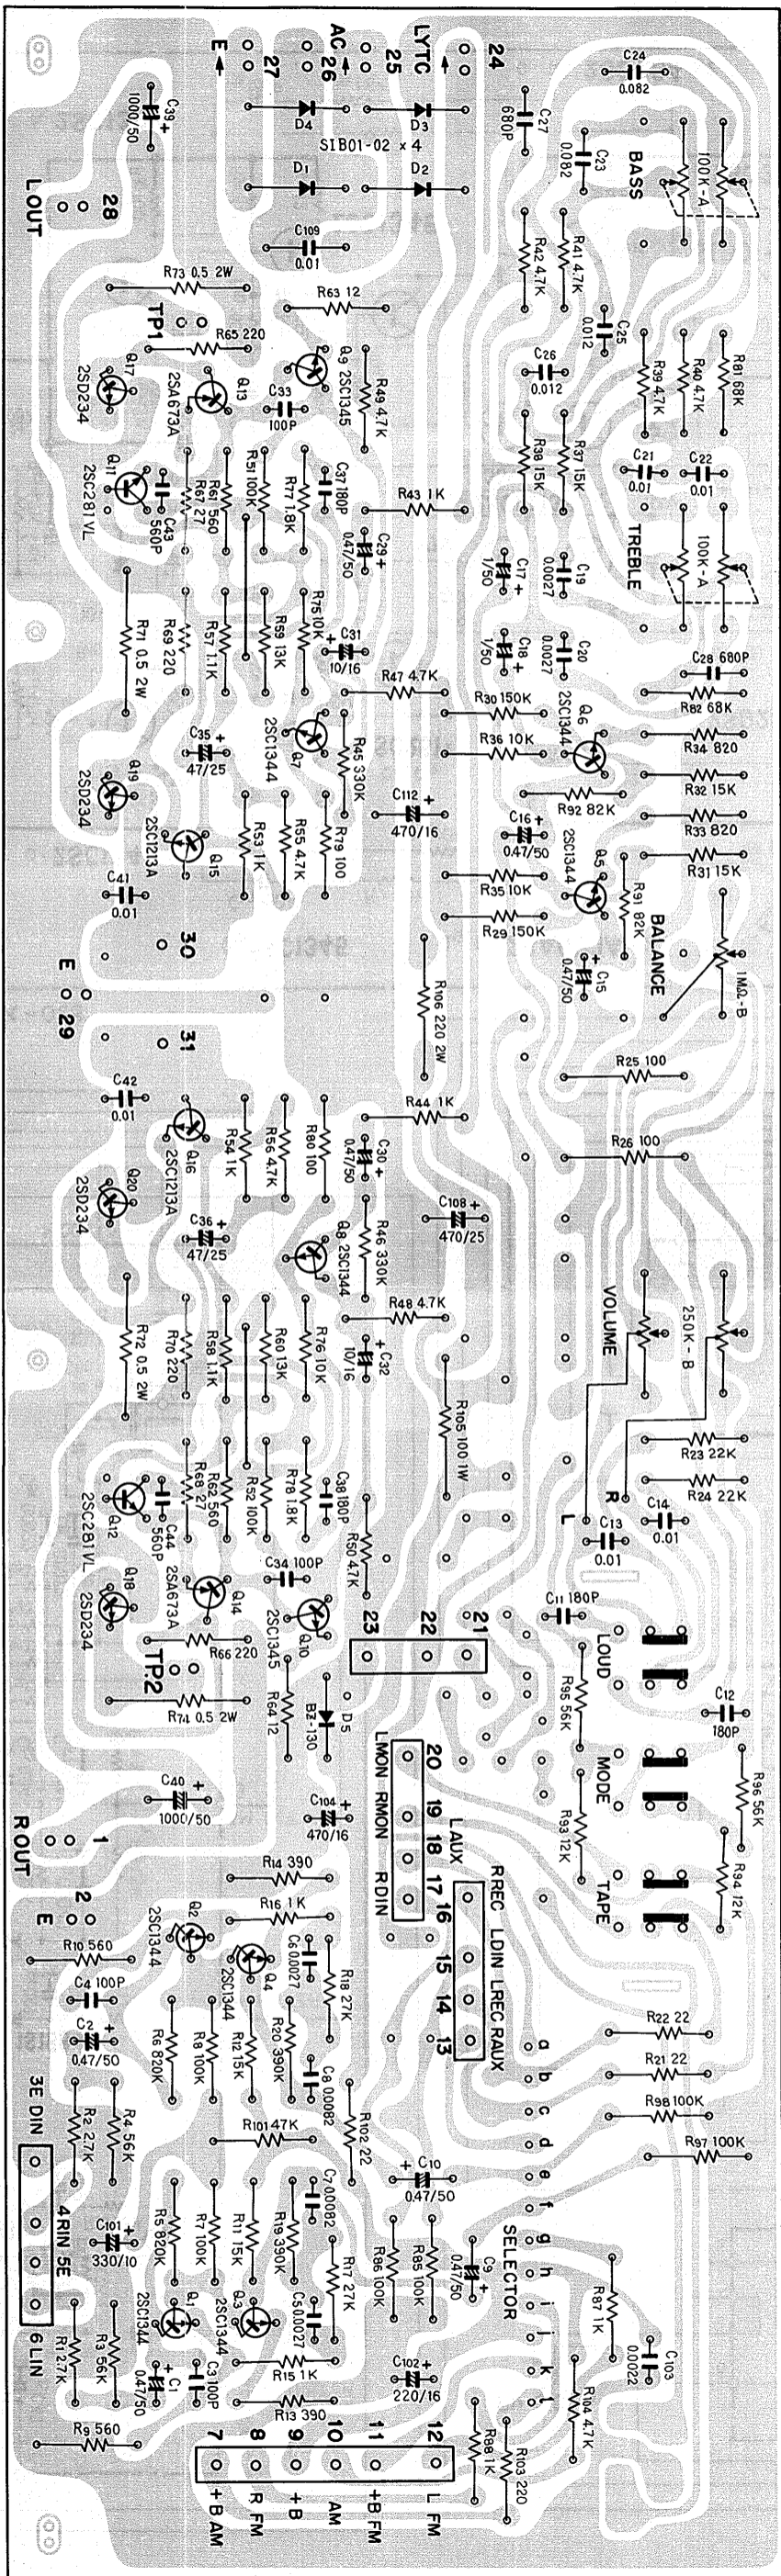 24
LYTC
25
AC
26
27
E
C24
0.082
C27
680P
C23
0.082
BASS
100K-A
C39 +
1000/50
D4
D3
SIB01-02 × 4
D1
D2
28
L OUT
C109
0.01
R42 4.7K
R41 4.7K
R73 0.5 2W
R63 12
TP1
R65 220
C25
0.012
C26
0.012
R39 4.7K
R40 4.7K
R81 68K
Q17
2SD234
Q13
2SA673A
Q9 2SC1345
C33
100P
R49 4.7K
R38 15K
R37 15K
C21
0.01
C22
0.01
Q11
2SC281VL
C43
560P
R67 27
R61 560
R51 100K
R77 1.8K
C37 180P
R43 1K
C29 +
0.47/50
TREBLE
100K-A
C17 +
1/50
C19
0.0027
R71 0.5 2W
R69 220
R57 1.1K
R59 13K
R75 10K
+ C31
10/16
C18 +
1/50
C20
0.0027
C28 680P
R82 68K
R47 4.7K
R30 150K
R36 10K
Q6
2SC1344
R34 820
R32 15K
C35 +
47/25
Q7
2SC1344
R45 330K
R92 82K
R33 820
R31 15K
Q19
2SD234
Q15
2SC1213A
R53 1K
R55 4.7K
R79 100
C112 +
470/16
C16 +
0.47/50
Q5
2SC1344
R35 10K
R29 150K
R91 82K
C41
0.01
BALANCE
1MΩ-B
+ C15
0.47/50
30
E
29
31
R106 220 2W
R25 100
C42
0.01
R44 1K
R26 100
Q16
2SC1213A
R54 1K
R56 4.7K
R80 100
C30 +
0.47/50
Q20
2SD234
C36 +
47/25
Q8 2SC1344
R46 330K
C108 +
470/25
VOLUME
250K-B
R72 0.5 2W
R70 220
R58 1.1K
R60 13K
R76 10K
R48 4.7K
+ C32
10/16
R105 100 1W
R23 22K
R24 22K
R
L
C14
0.01
C13
0.01
Q12
2SC281VL
C44
560P
R68 27
R62 560
R52 100K
R78 1.8K
C38 180P
R50 4.7K
Q18
2SD234
Q14
2SA673A
C34 100P
Q10
2SC1345
23
22
21
C11 180P
LOUD
R66 220
TP2
R74 0.5 2W
R64 12
D5
BZ-130
R95 56K
C12
180P
MODE
R96 56K
C40 +
1000/50
C104 +
470/16
LMON RMON RDIN
20
19
18
17
LAUX
R93 12K
R94 12K
TAPE
1
R OUT
2
E
R14 390
R16 1K
Q2
2SC1344
Q4
2SC1344
C6 0.0027
R18 27K
RREC LDIN LREC RAUX
16
15
14
13
R10 560
C4 100P
C2 +
0.47/50
R6 820K
R8 100K
R12 15K
R20 390K
C8 0.0082
R22 22
R21 22
R98 100K
R97 100K
a
b
c
d
e
f
g
h
i
j
k
l
SELECTOR
R2 2.7K
R4 56K
R101 47K
R102 22
+ C10
0.47/50
3E DIN
4RIN 5E
6 LIN
C101 +
330/10
R5 820K
R7 100K
R11 15K
R19 390K
C7 0.0082
R17 27K
R86 100K
R85 100K
C9 +
0.47/50
R87 1K
C103
0.0022
R1 2.7K
R3 56K
Q1
2SC1344
Q3
2SC1344
C5 0.0027
+ C1
0.47/50
C3 100P
R15 1K
R13 390
C102 +
220/16
R104 4.7K
R88 1K
R103 220
R9 560
7
8
9
10
11
12
+B AM
R FM
+B
AM
+B FM
L FM